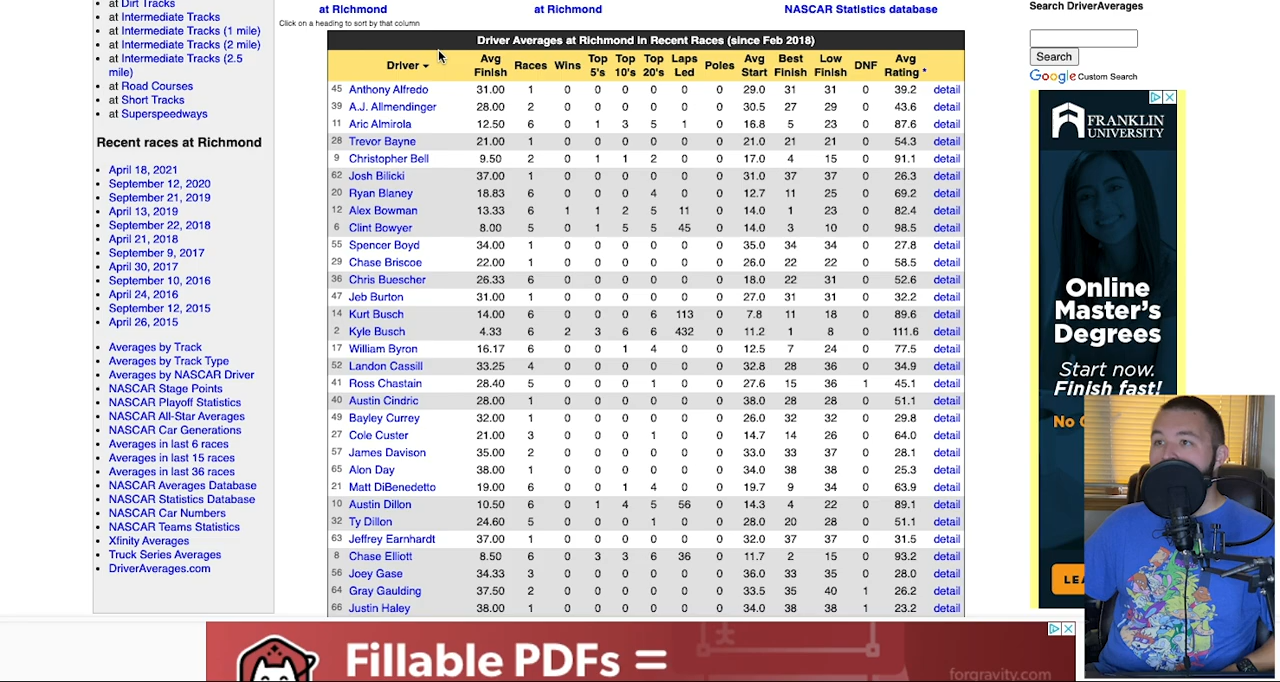 at Dirt Tracks
at Intermediate Tracks
at Intermediate Tracks (1 mile)
at Intermediate Tracks (2 mile)
at Intermediate Tracks (2.5
mile)
at Road Courses
at Short Tracks
at Superspeedways
Recent races at Richmond
April 18, 2021
September 12, 2020
September 21, 2019
April 13, 2019
September 22, 2018
April 21, 2018
September 9, 2017
April 30, 2017
September 10, 2016
April 24, 2016
September 12, 2015
April 26, 2015
Averages by Track
Averages by Track Type
Averages by NASCAR Driver
NASCAR Stage Points
NASCAR Playoff Statistics
NASCAR All-Star Averages
NASCAR Car Generations
Averages in last 6 races
Averages in last 15 races
Averages in last 36 races
NASCAR Averages Database
NASCAR Statistics Database
NASCAR Car Numbers
NASCAR Teams Statistics
Xfinity Averages
Truck Series Averages
DriverAverages.com
at Richmond at Richmond NASCAR Statistics database
Click on a heading to sort by that column
Driver Averages at Richmond In Recent Races (since Feb 2018)
Driver Avg Finish Races Wins Top 5's Top 10's Top 20's Laps Led Poles Avg Start Best Finish Low Finish DNF Avg Rating *
45 Anthony Alfredo 31.00 1 0 0 0 0 0 0 29.0 31 31 0 39.2 detail
39 A.J. Allmendinger 28.00 2 0 0 0 0 0 0 30.5 27 29 0 43.6 detail
11 Aric Almirola 12.50 6 0 1 3 5 1 0 16.8 5 23 0 87.6 detail
28 Trevor Bayne 21.00 1 0 0 0 0 0 0 21.0 21 21 0 54.3 detail
9 Christopher Bell 9.50 2 0 1 1 2 0 0 17.0 4 15 0 91.1 detail
62 Josh Bilicki 37.00 1 0 0 0 0 0 0 31.0 37 37 0 26.3 detail
20 Ryan Blaney 18.83 6 0 0 0 4 0 0 12.7 11 25 0 69.2 detail
12 Alex Bowman 13.33 6 1 1 2 5 11 0 14.0 1 23 0 82.4 detail
6 Clint Bowyer 8.00 5 0 1 5 5 45 0 14.0 3 10 0 98.5 detail
55 Spencer Boyd 34.00 1 0 0 0 0 0 0 35.0 34 34 0 27.8 detail
29 Chase Briscoe 22.00 1 0 0 0 0 0 0 26.0 22 22 0 58.5 detail
36 Chris Buescher 26.33 6 0 0 0 0 0 0 18.0 22 31 0 52.6 detail
47 Jeb Burton 31.00 1 0 0 0 0 0 0 27.0 31 31 0 32.2 detail
14 Kurt Busch 14.00 6 0 0 0 6 113 0 7.8 11 18 0 89.6 detail
2 Kyle Busch 4.33 6 2 3 6 6 432 0 11.2 1 8 0 111.6 detail
17 William Byron 16.17 6 0 0 1 4 0 0 12.5 7 24 0 77.5 detail
52 Landon Cassill 33.25 4 0 0 0 0 0 0 32.8 28 36 0 34.9 detail
41 Ross Chastain 28.40 5 0 0 0 1 0 0 27.6 15 36 1 45.1 detail
40 Austin Cindric 28.00 1 0 0 0 0 0 0 38.0 28 28 0 51.1 detail
49 Bayley Currey 32.00 1 0 0 0 0 0 0 26.0 32 32 0 29.8 detail
27 Cole Custer 21.00 3 0 0 0 1 0 0 14.7 14 26 0 64.0 detail
57 James Davison 35.00 2 0 0 0 0 0 0 33.0 33 37 0 28.1 detail
65 Alon Day 38.00 1 0 0 0 0 0 0 34.0 38 38 0 25.3 detail
21 Matt DiBenedetto 19.00 6 0 0 1 4 0 0 19.7 9 34 0 63.9 detail
10 Austin Dillon 10.50 6 0 1 4 5 56 0 14.3 4 22 0 89.1 detail
32 Ty Dillon 24.60 5 0 0 0 1 0 0 28.0 20 28 0 51.1 detail
63 Jeffrey Earnhardt 37.00 1 0 0 0 0 0 0 32.0 37 37 0 31.5 detail
8 Chase Elliott 8.50 6 0 3 3 6 36 0 11.7 2 15 0 93.2 detail
56 Joey Gase 34.33 3 0 0 0 0 0 0 36.0 33 35 0 28.0 detail
64 Gray Gaulding 37.50 2 0 0 0 0 0 0 33.5 35 40 1 26.2 detail
66 Justin Haley 38.00 1 0 0 0 0 0 0 34.0 38 38 1 23.2 detail
Search DriverAverages
Search
Google Custom Search
FRANKLIN
UNIVERSITY
Online
Master's
Degrees
Start now.
Finish fast!
No
LEA
Fillable PDFs =
forgravity.com